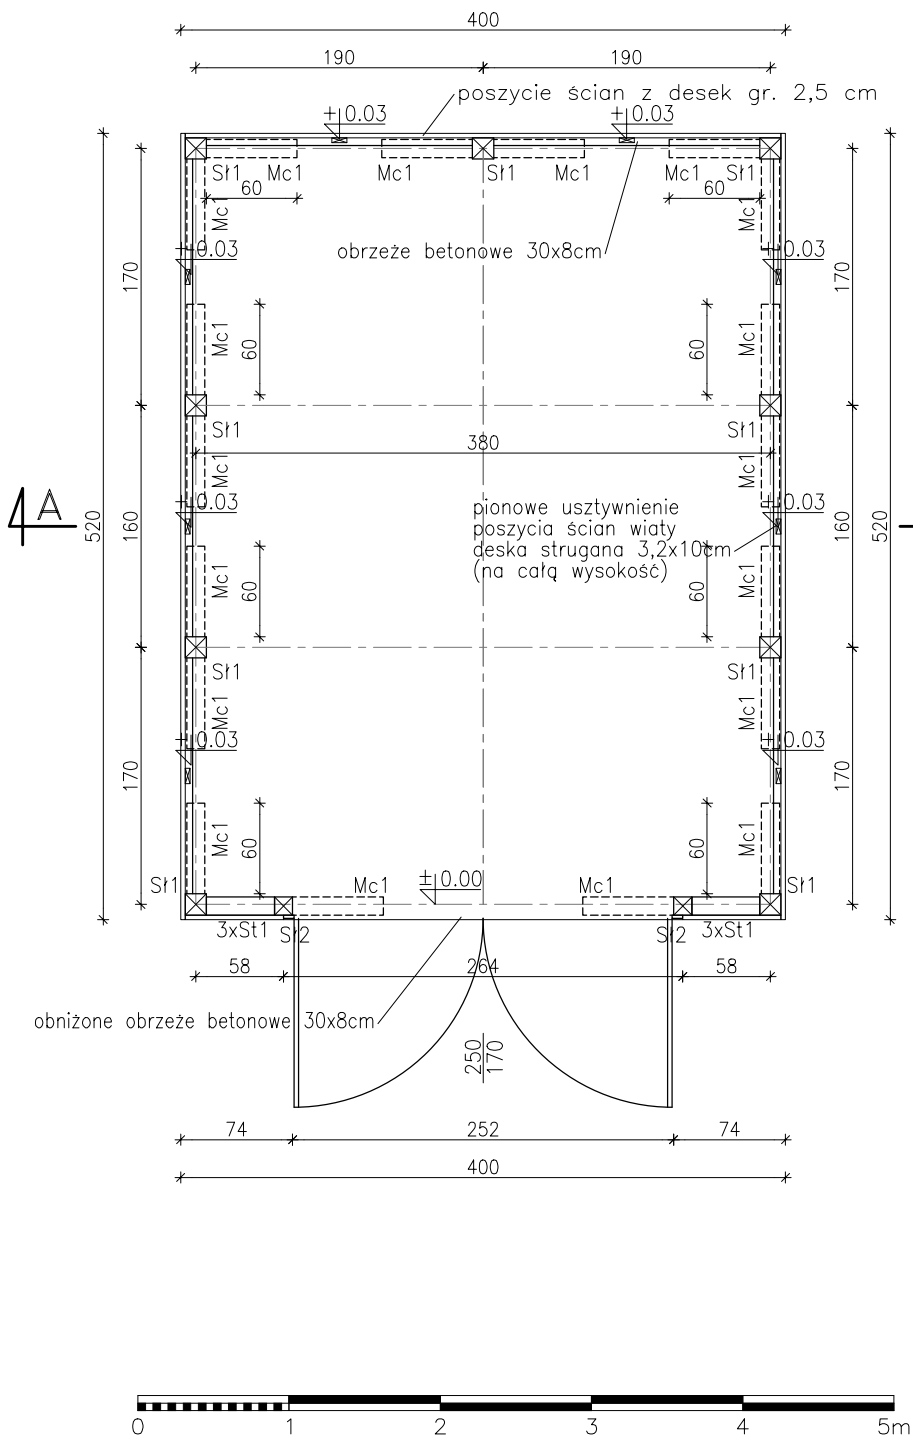 400
190
190
poszycie ścian z desek gr. 2,5 cm
+0.03
+0.03
Sł1
Mc1
Mc1
Sł1
Mc1
Mc1
Sł1
60
60
Mc1
Mc1
+0.03
obrzeże betonowe 30x8cm
+0.03
170
170
Mc1
60
60
Mc1
Sł1
Sł1
380
Mc1
Mc1
A
520
160
+0.03
pionowe usztywnienie
poszycia ścian wiaty
deska strugana 3,2x10cm
(na całą wysokość)
+0.03
160
520
Mc1
60
60
Mc1
Sł1
Sł1
Mc1
Mc1
+0.03
+0.03
170
170
Mc1
60
60
Mc1
Sł1
Mc1
±0.00
Mc1
Sł1
3xSt1
Sł2
Sł2
3xSt1
58
264
58
obniżone obrzeże betonowe 30x8cm
250
170
74
252
74
400
0
1
2
3
4
5m